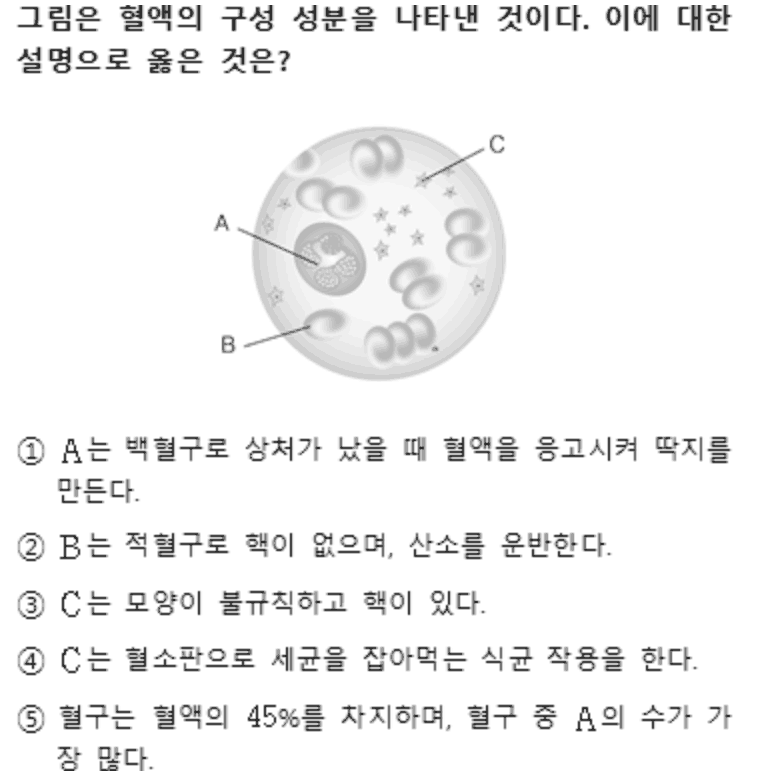 그림은 혈액의 구성 성분을 나타낸 것이다. 이에 대한
설명으로 옳은 것은?
C
A
B
① A는 백혈구로 상처가 났을 때 혈액을 응고시켜 딱지를
만든다.
② B는 적혈구로 핵이 없으며, 산소를 운반한다.
③ C는 모양이 불규칙하고 핵이 있다.
④ C는 혈소판으로 세균을 잡아먹는 식균 작용을 한다.
⑤ 혈구는 혈액의 45%를 차지하며, 혈구 중 A의 수가 가
장 많다.